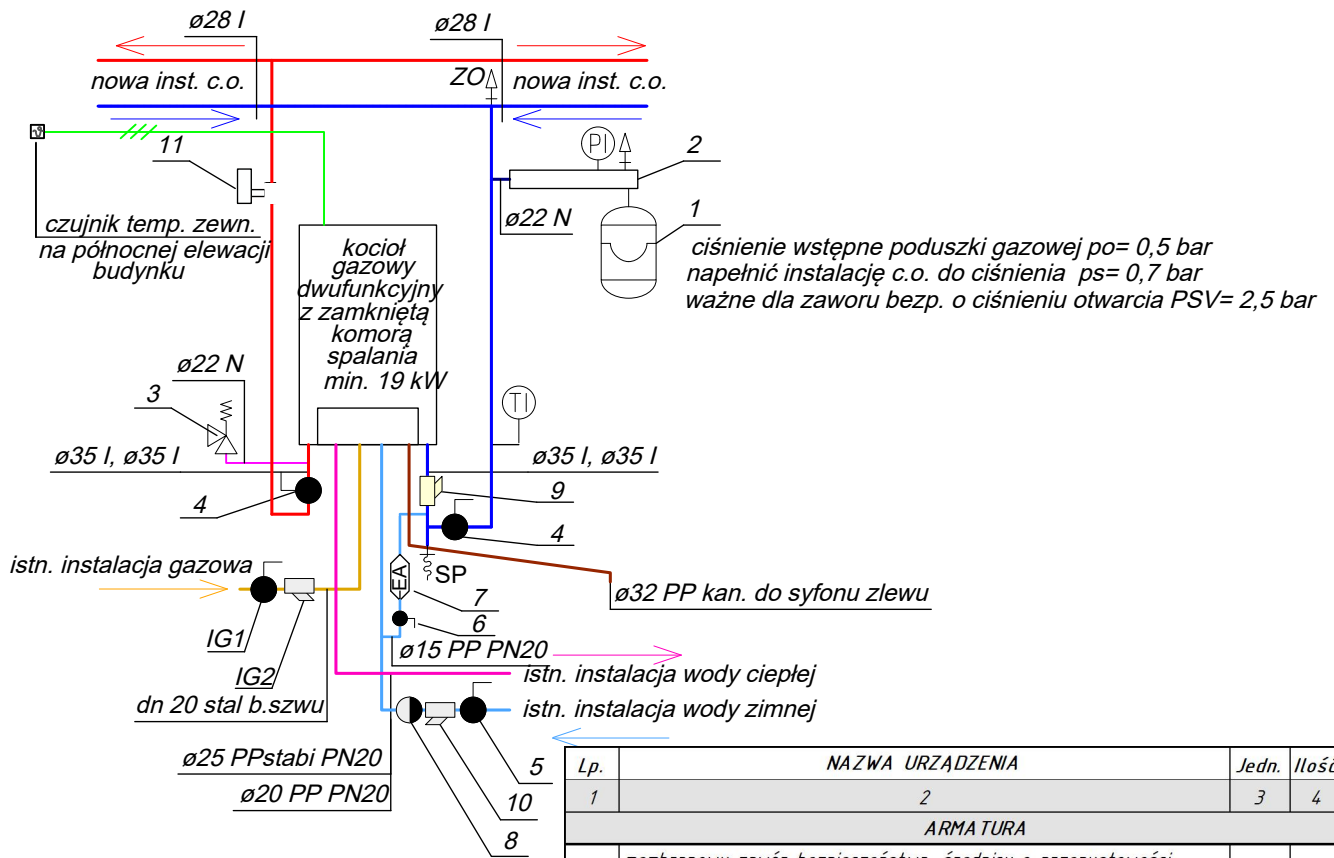 ø28 I
ø28 I
nowa inst. c.o.
ZO
nowa inst. c.o.
11
PI
2
ø22 N
1
czujnik temp. zewn.
na północnej elewacji
budynku
kocioł
gazowy
dwufunkcyjny
z zamkniętą
komorą
spalania
min. 19 kW
ciśnienie wstępne poduszki gazowej po= 0,5 bar
napełnić instalację c.o. do ciśnienia ps= 0,7 bar
ważne dla zaworu bezp. o ciśnieniu otwarcia PSV= 2,5 bar
ø22 N
3
TI
ø35 I, ø35 I
ø35 I, ø35 I
9
4
4
istn. instalacja gazowa
EA
SP
7
ø32 PP kan. do syfonu zlewu
6
IG1
ø15 PP PN20
IG2
istn. instalacja wody ciepłej
dn 20 stal b.szwu
istn. instalacja wody zimnej
ø25 PPstabi PN20
5
ø20 PP PN20
10
8
Lp. NAZWA URZĄDZENIA Jedn. Ilość
1 2 3 4
ARMATURA